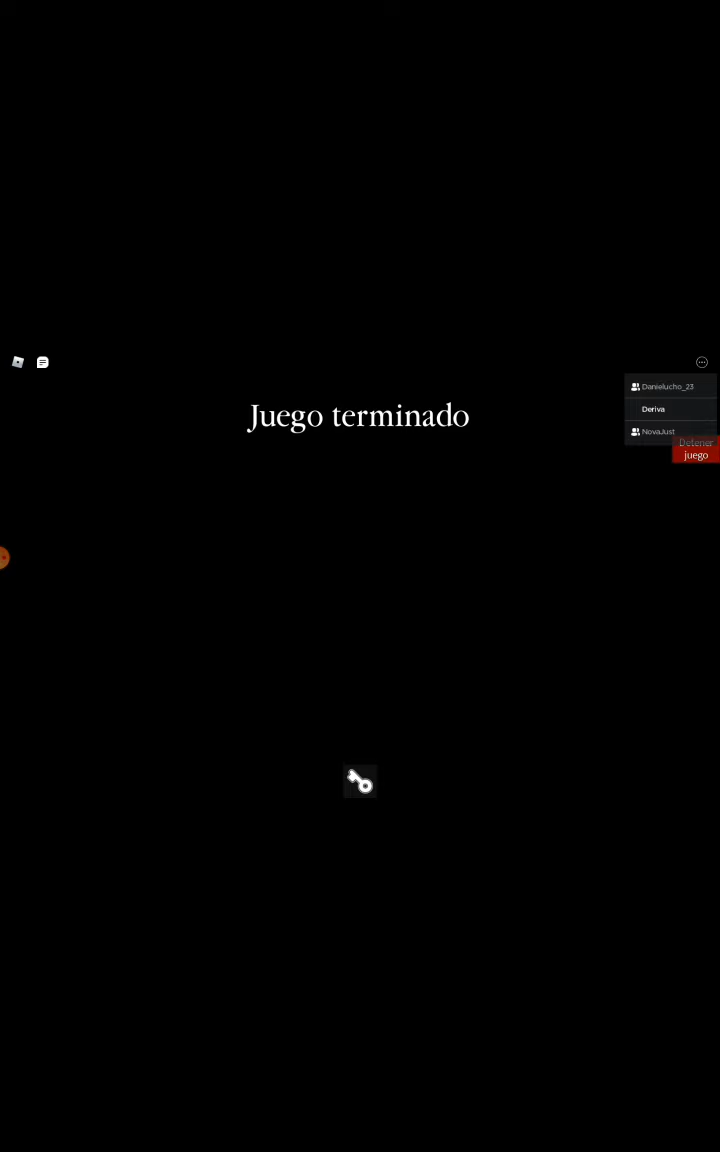 Danielucho_23
Juego terminado
Deriva
NovaJust
Detener
juego